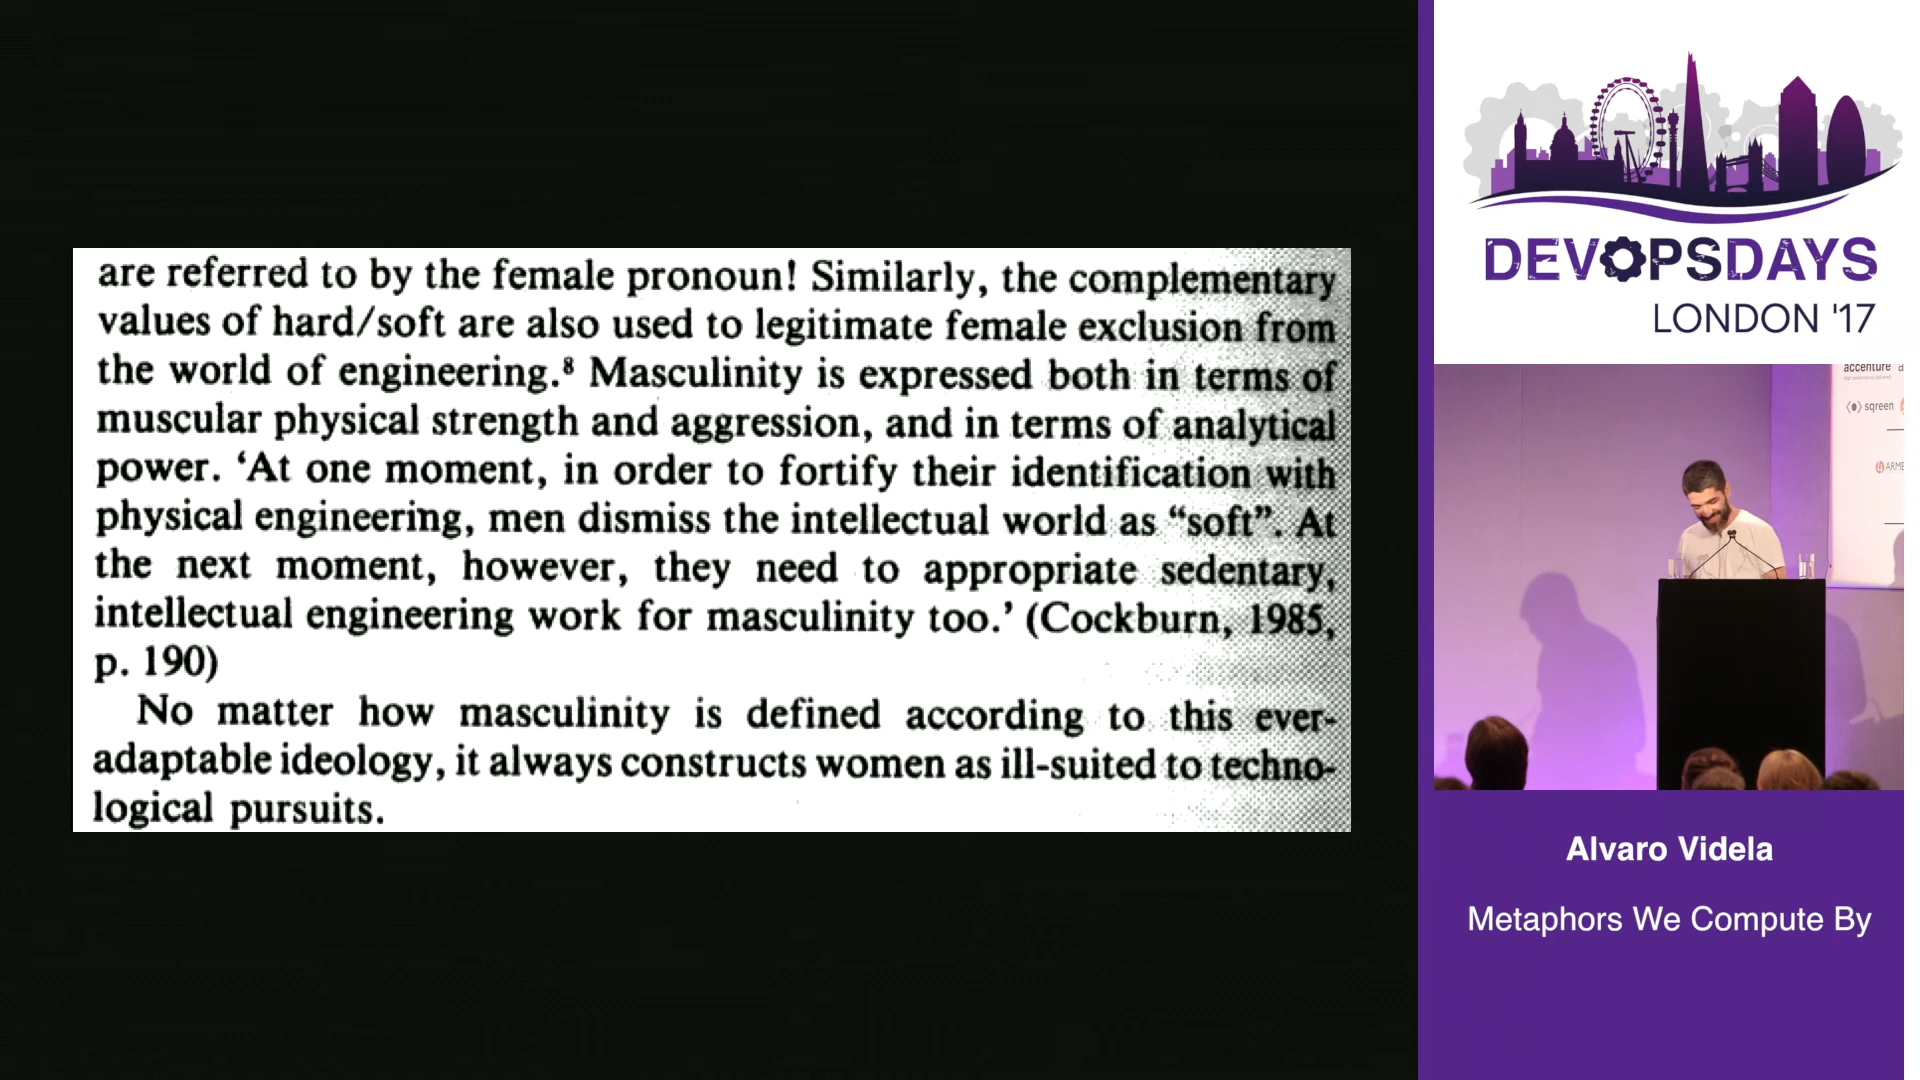 are referred to by the female pronoun! Similarly, the complementary
values of hard/soft are also used to legitimate female exclusion from
the world of engineering.⁸ Masculinity is expressed both in terms of
muscular physical strength and aggression, and in terms of analytical
power. ‘At one moment, in order to fortify their identification with
physical engineering, men dismiss the intellectual world as “soft”. At
the next moment, however, they need to appropriate sedentary,
intellectual engineering work for masculinity too.’ (Cockburn, 1985,
p. 190)
No matter how masculinity is defined according to this ever-
adaptable ideology, it always constructs women as ill-suited to techno-
logical pursuits.
DEVOPSDAYS
LONDON '17
accenture
sqreen
Alvaro Videla
Metaphors We Compute By